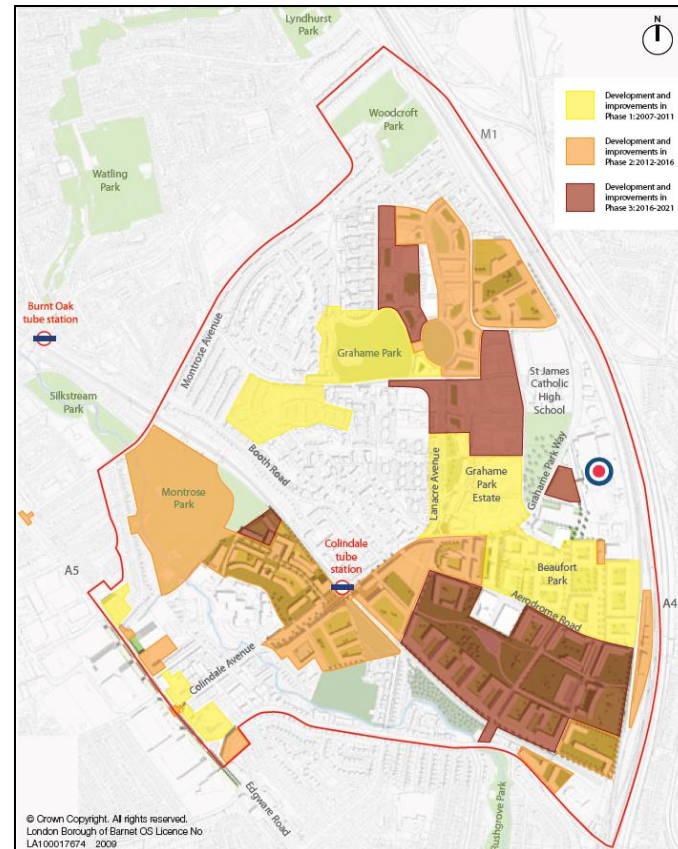 Lyndhurst
Park
N
Development and
improvements in
Phase 1:2007-2011
Development and
improvements in
Phase 2:2012-2016
Development and
improvements in
Phase 3:2016-2021
Woodcroft
Park
M1
Watling
Park
Burnt Oak
tube station
Montrose Avenue
Grahame Park
St James
Catholic
High
School
Silkstream
Park
Booth Road
Lanacre Avenue
Grahame
Park
Estate
Grahame Park Way
Montrose
Park
Colindale
tube
station
A5
Beaufort
Park
Aerodrome Road
A4
Colindale Avenue
Edgware Road
Rushgrove Park
© Crown Copyright. All rights reserved.
London Borough of Barnet OS Licence No
LA100017674 2009